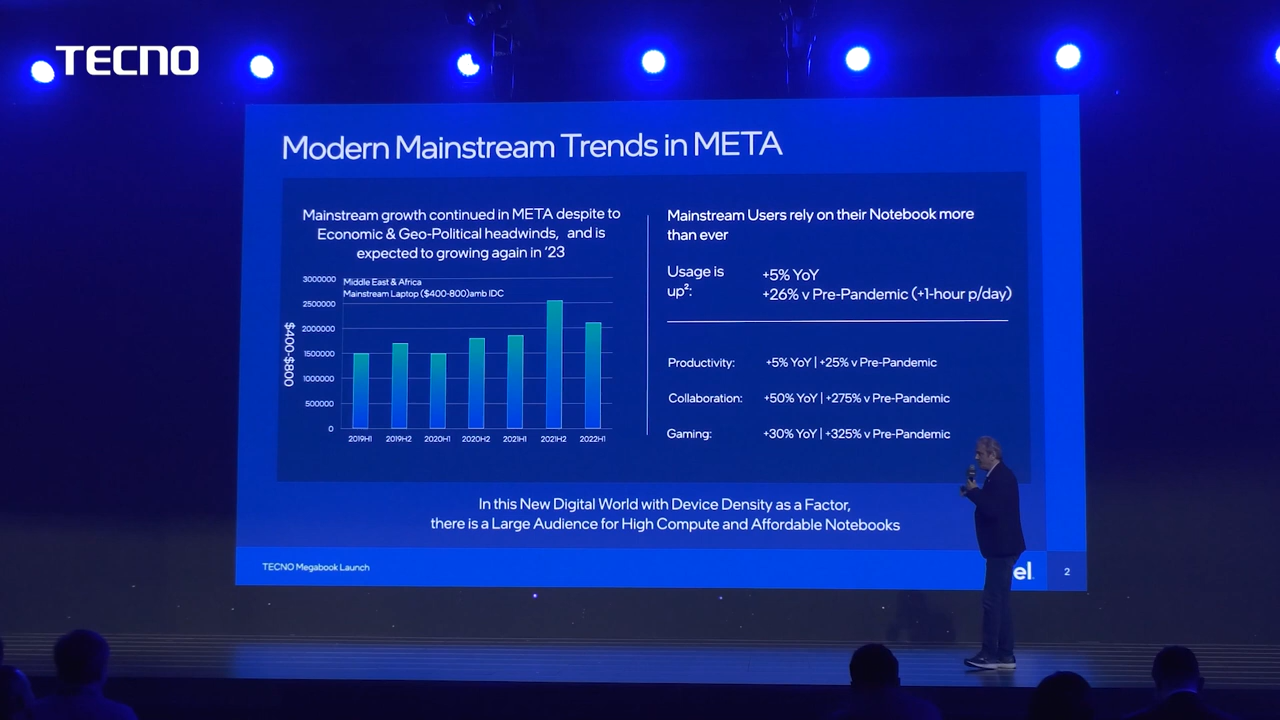 TECNO
Modern Mainstream Trends in META
Mainstream growth continued in META despite to
Economic & Geo-Political headwinds, and is
expected to growing again in '23
3000000
2500000
2000000
1500000
1000000
500000
0
$400-$800
Middle East & Africa
Mainstream Laptop ($400-800)amb IDC
2019H1 2019H2 2020H1 2020H2 2021H1 2021H2 2022H1
Mainstream Users rely on their Notebook more
than ever
Usage is
up²:
+5% YoY
+26% v Pre-Pandemic (+1-hour p/day)
Productivity: +5% YoY | +25% v Pre-Pandemic
Collaboration: +50% YoY | +275% v Pre-Pandemic
Gaming: +30% YoY | +325% v Pre-Pandemic
In this New Digital World with Device Density as a Factor,
there is a Large Audience for High Compute and Affordable Notebooks
TECNO Megabook Launch
el
2